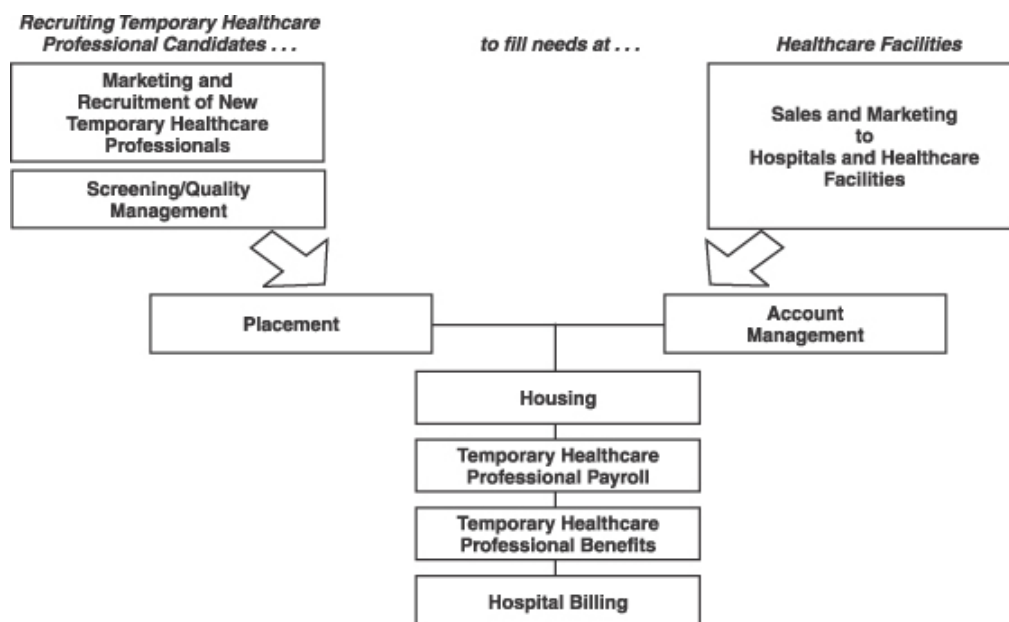 Recruiting Temporary Healthcare
Professional Candidates . . .
to fill needs at . . .
Healthcare Facilities
Marketing and
Recruitment of New
Temporary Healthcare
Professionals
Sales and Marketing
to
Hospitals and Healthcare
Facilities
Screening/Quality
Management
Placement
Account
Management
Housing
Temporary Healthcare
Professional Payroll
Temporary Healthcare
Professional Benefits
Hospital Billing